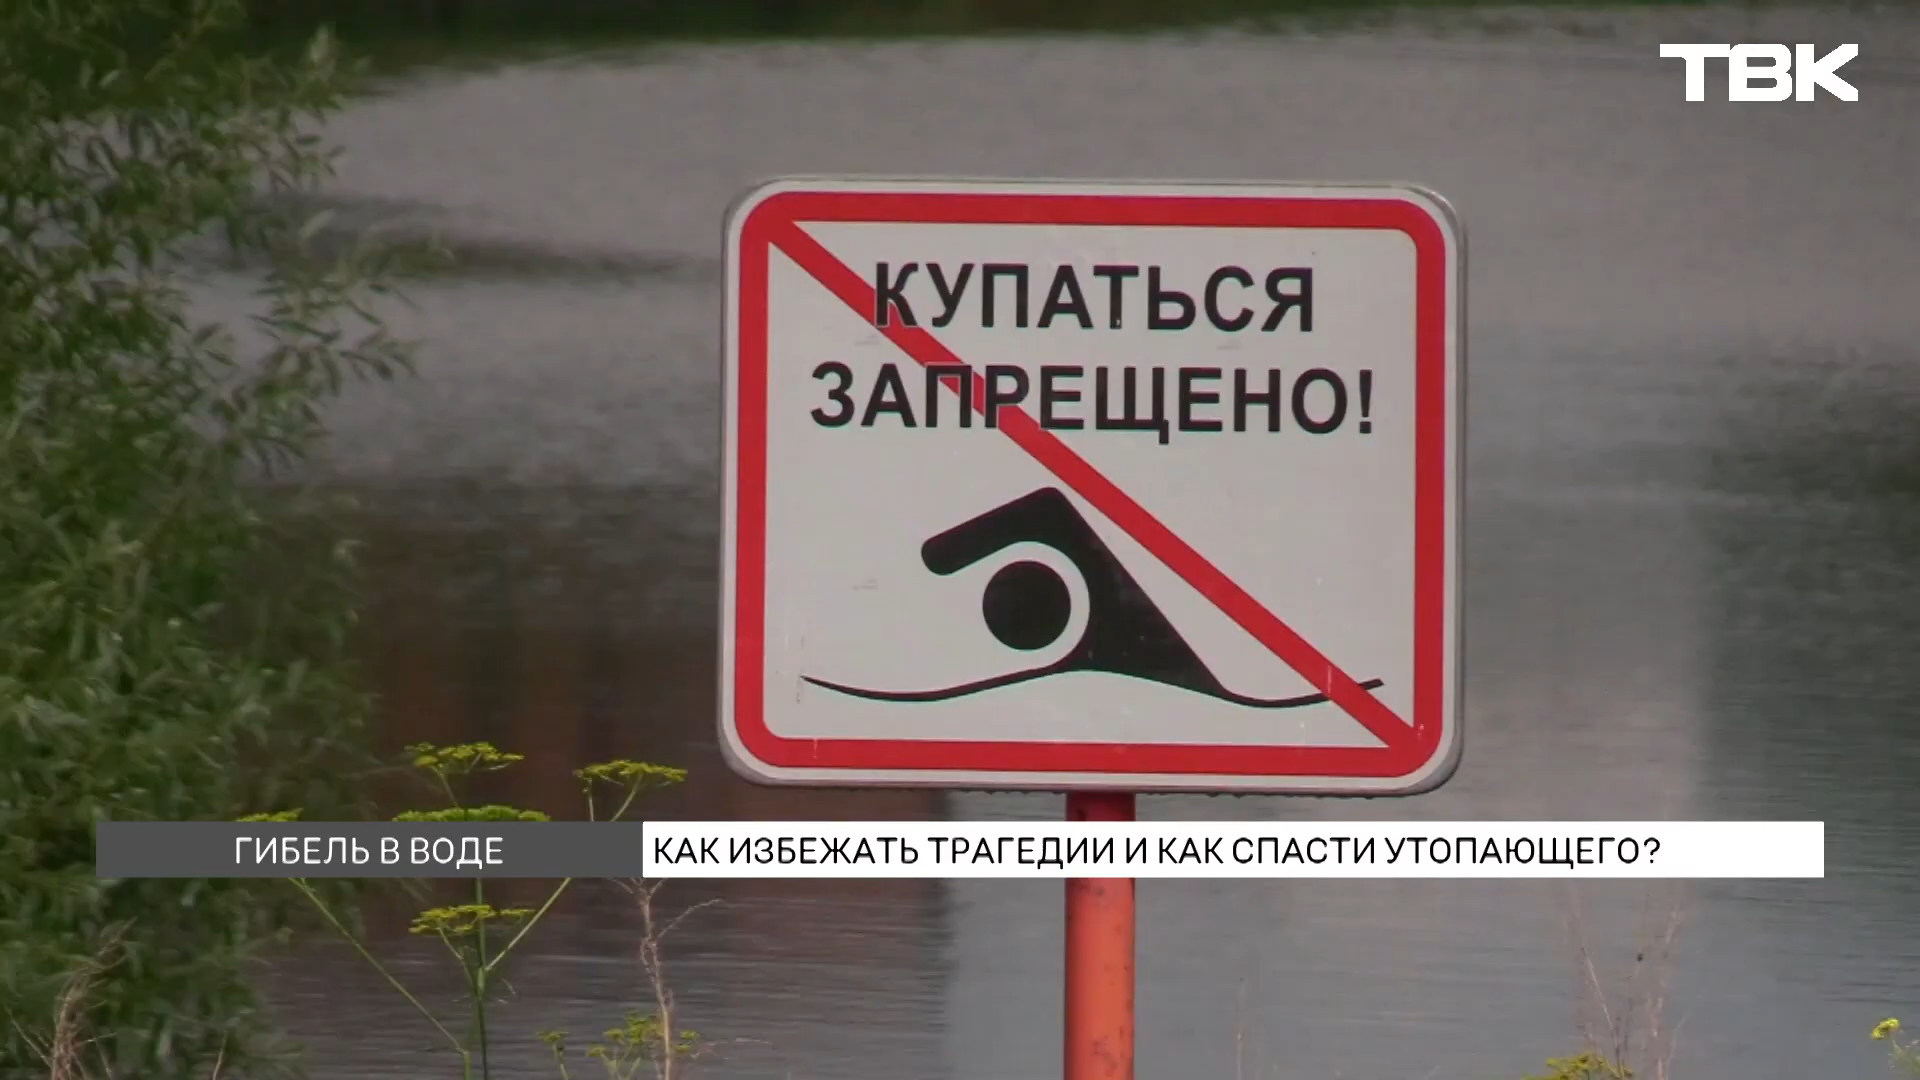 ТВК
КУПАТЬСЯ
ЗАПРЕЩЕНО!
ГИБЕЛЬ В ВОДЕ
КАК ИЗБЕЖАТЬ ТРАГЕДИИ И КАК СПАСТИ УТОПАЮЩЕГО?